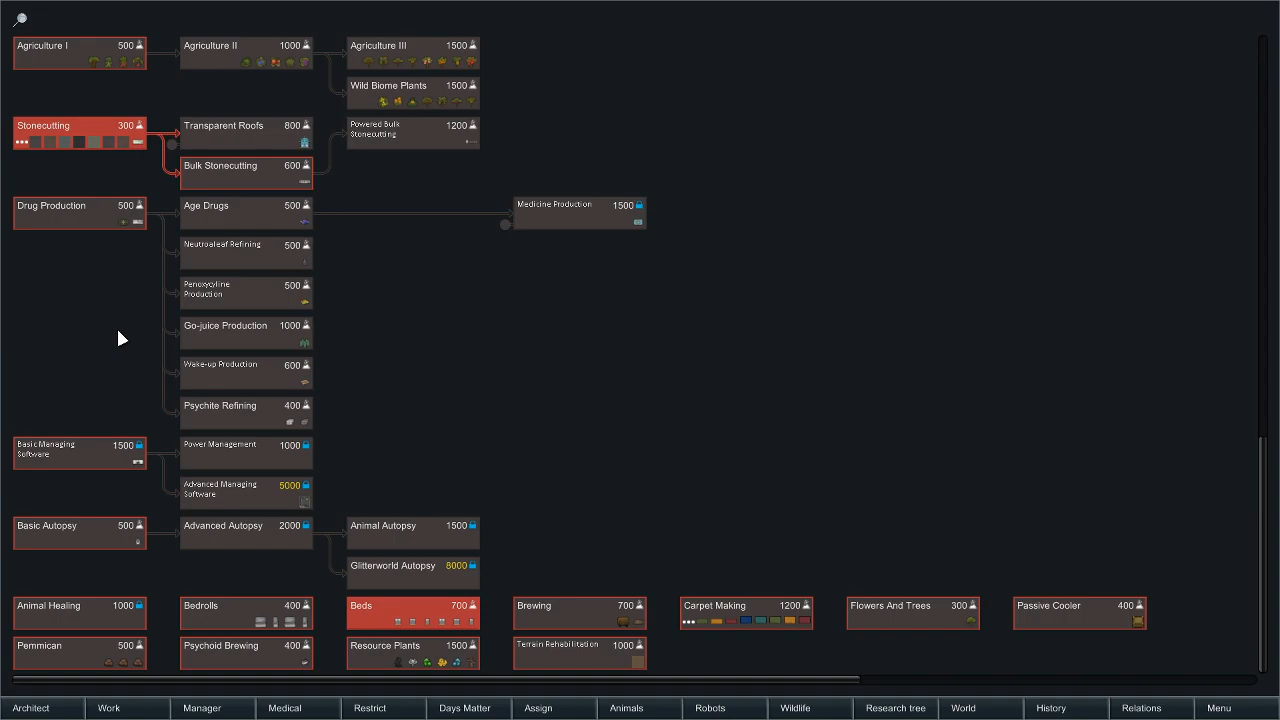 Agriculture I 500 Agriculture II 1000 Agriculture III 1500
Wild Biome Plants 1500
Stonecutting 300 Transparent Roofs 800 Powered Bulk 1200
Stonecutting
Bulk Stonecutting 600
Drug Production 500 Age Drugs 500 Medicine Production 1500
Neutroaleaf Refining 500
Penoxycyline 500
Production
Go-juice Production 1000
Wake-up Production 600
Psychite Refining 400
Basic Managing 1500 Power Management 1000
Software
Advanced Managing 5000
Software
Basic Autopsy 500 Advanced Autopsy 2000 Animal Autopsy 1500
Glitterworld Autopsy 8000
Animal Healing 1000 Bedrolls 400 Beds 700 Brewing 700 Carpet Making 1200 Flowers And Trees 300 Passive Cooler 400
Pemmican 500 Psychoid Brewing 400 Resource Plants 1500 Terrain Rehabilitation 1000
Architect Work Manager Medical Restrict Days Matter Assign Animals Robots Wildlife Research tree World History Relations Menu